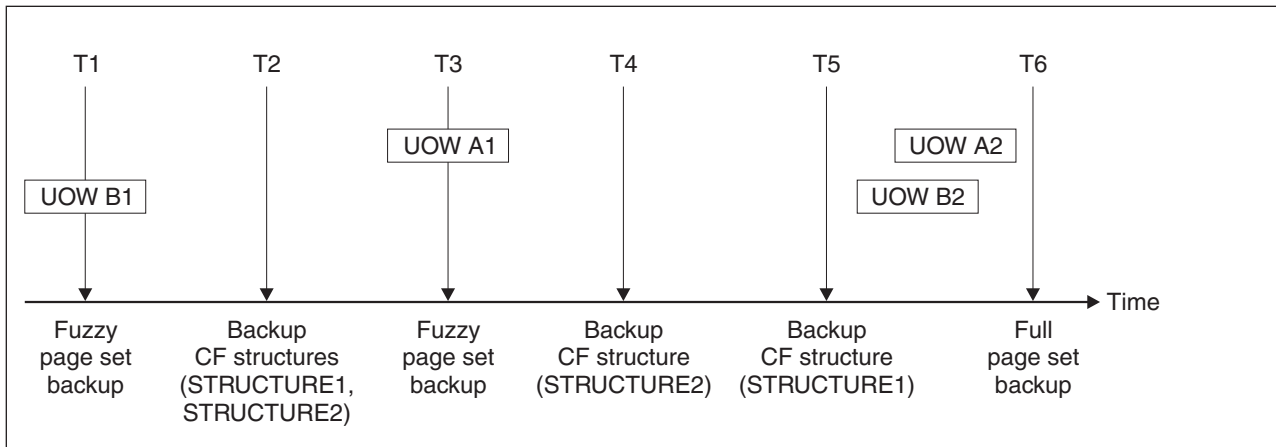 T1
T2
T3
T4
T5
T6
UOW A1
UOW A2
UOW B1
UOW B2
Time
Fuzzy
page set
backup
Backup
CF structures
(STRUCTURE1,
STRUCTURE2)
Fuzzy
page set
backup
Backup
CF structure
(STRUCTURE2)
Backup
CF structure
(STRUCTURE1)
Full
page set
backup